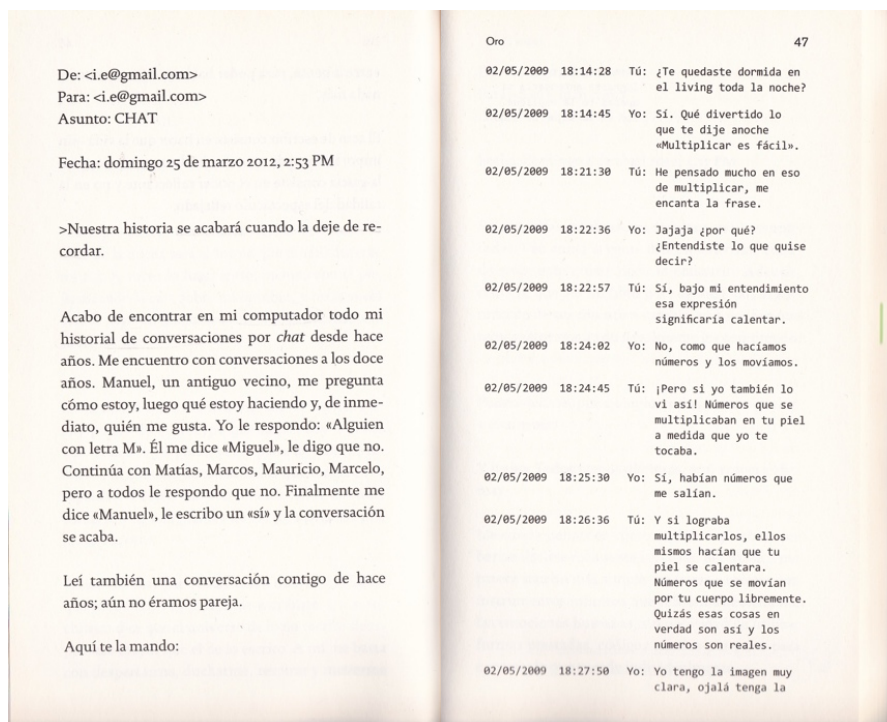 De: <i.e@gmail.com>
Para: <i.e@gmail.com>
Asunto: CHAT
Fecha: domingo 25 de marzo 2012, 2:53 PM
>Nuestra historia se acabará cuando la deje de re-
cordar.
Acabo de encontrar en mi computador todo mi
historial de conversaciones por chat desde hace
años. Me encuentro con conversaciones a los doce
años. Manuel, un antiguo vecino, me pregunta
cómo estoy, luego qué estoy haciendo y, de inme-
diato, quién me gusta. Yo le respondo: «Alguien
con letra M». Él me dice «Miguel», le digo que no.
Continúa con Matías, Marcos, Mauricio, Marcelo,
pero a todos le respondo que no. Finalmente me
dice «Manuel», le escribo un «sí» y la conversación
se acaba.
Leí también una conversación contigo de hace
años; aún no éramos pareja.
Aquí te la mando:
Oro 47
02/05/2009 18:14:28 Tú: ¿Te quedaste dormida en
el living toda la noche?
02/05/2009 18:14:45 Yo: Sí. Qué divertido lo
que te dije anoche
«Multiplicar es fácil».
02/05/2009 18:21:30 Tú: He pensado mucho en eso
de multiplicar, me
encanta la frase.
02/05/2009 18:22:36 Yo: Jajaja ¿por qué?
¿Entendiste lo que quise
decir?
02/05/2009 18:22:57 Tú: Sí, bajo mi entendimiento
esa expresión
significaría calentar.
02/05/2009 18:24:02 Yo: No, como que hacíamos
números y los movíamos.
02/05/2009 18:24:45 Tú: ¡Pero si yo también lo
vi así! Números que se
multiplicaban en tu piel
a medida que yo te
tocaba.
02/05/2009 18:25:30 Yo: Sí, habían números que
me salían.
02/05/2009 18:26:36 Tú: Y si lograba
multiplicarlos, ellos
mismos hacían que tu
piel se calentara.
Números que se movían
por tu cuerpo libremente.
Quizás esas cosas en
verdad son así y los
números son reales.
02/05/2009 18:27:50 Yo: Yo tengo la imagen muy
clara, ojalá tenga la